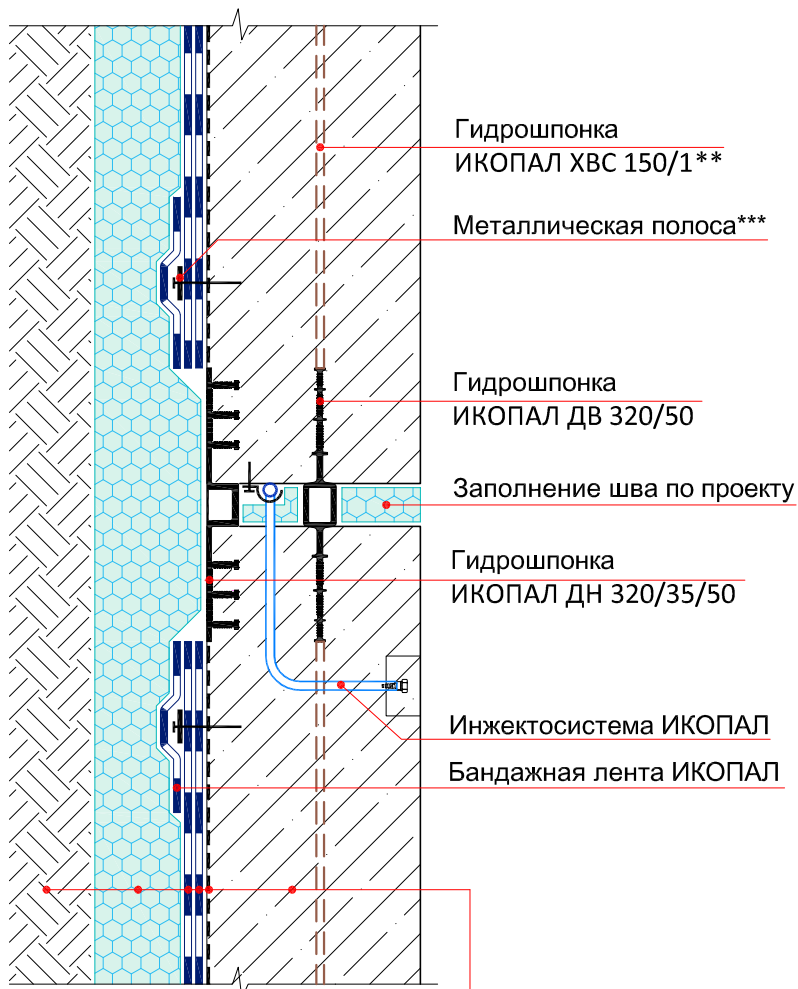 Гидрошпонка
ИКОПАЛ ХВС 150/1**
Металлическая полоса***
Гидрошпонка
ИКОПАЛ ДВ 320/50
Заполнение шва по проекту
Гидрошпонка
ИКОПАЛ ДН 320/35/50
Инжектосистема ИКОПАЛ
Бандажная лента ИКОПАЛ